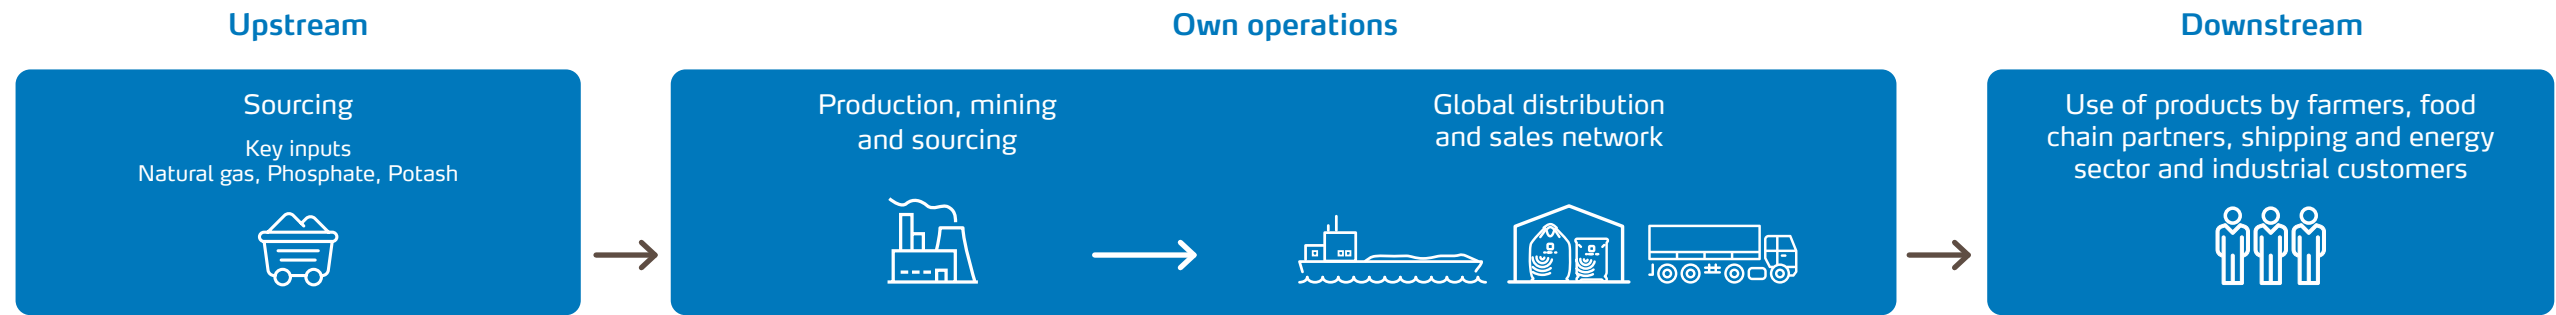 Upstream
Own operations
Downstream
Sourcing
Key inputs
Natural gas, Phosphate, Potash
Production, mining
and sourcing
Global distribution
and sales network
Use of products by farmers, food
chain partners, shipping and energy
sector and industrial customers